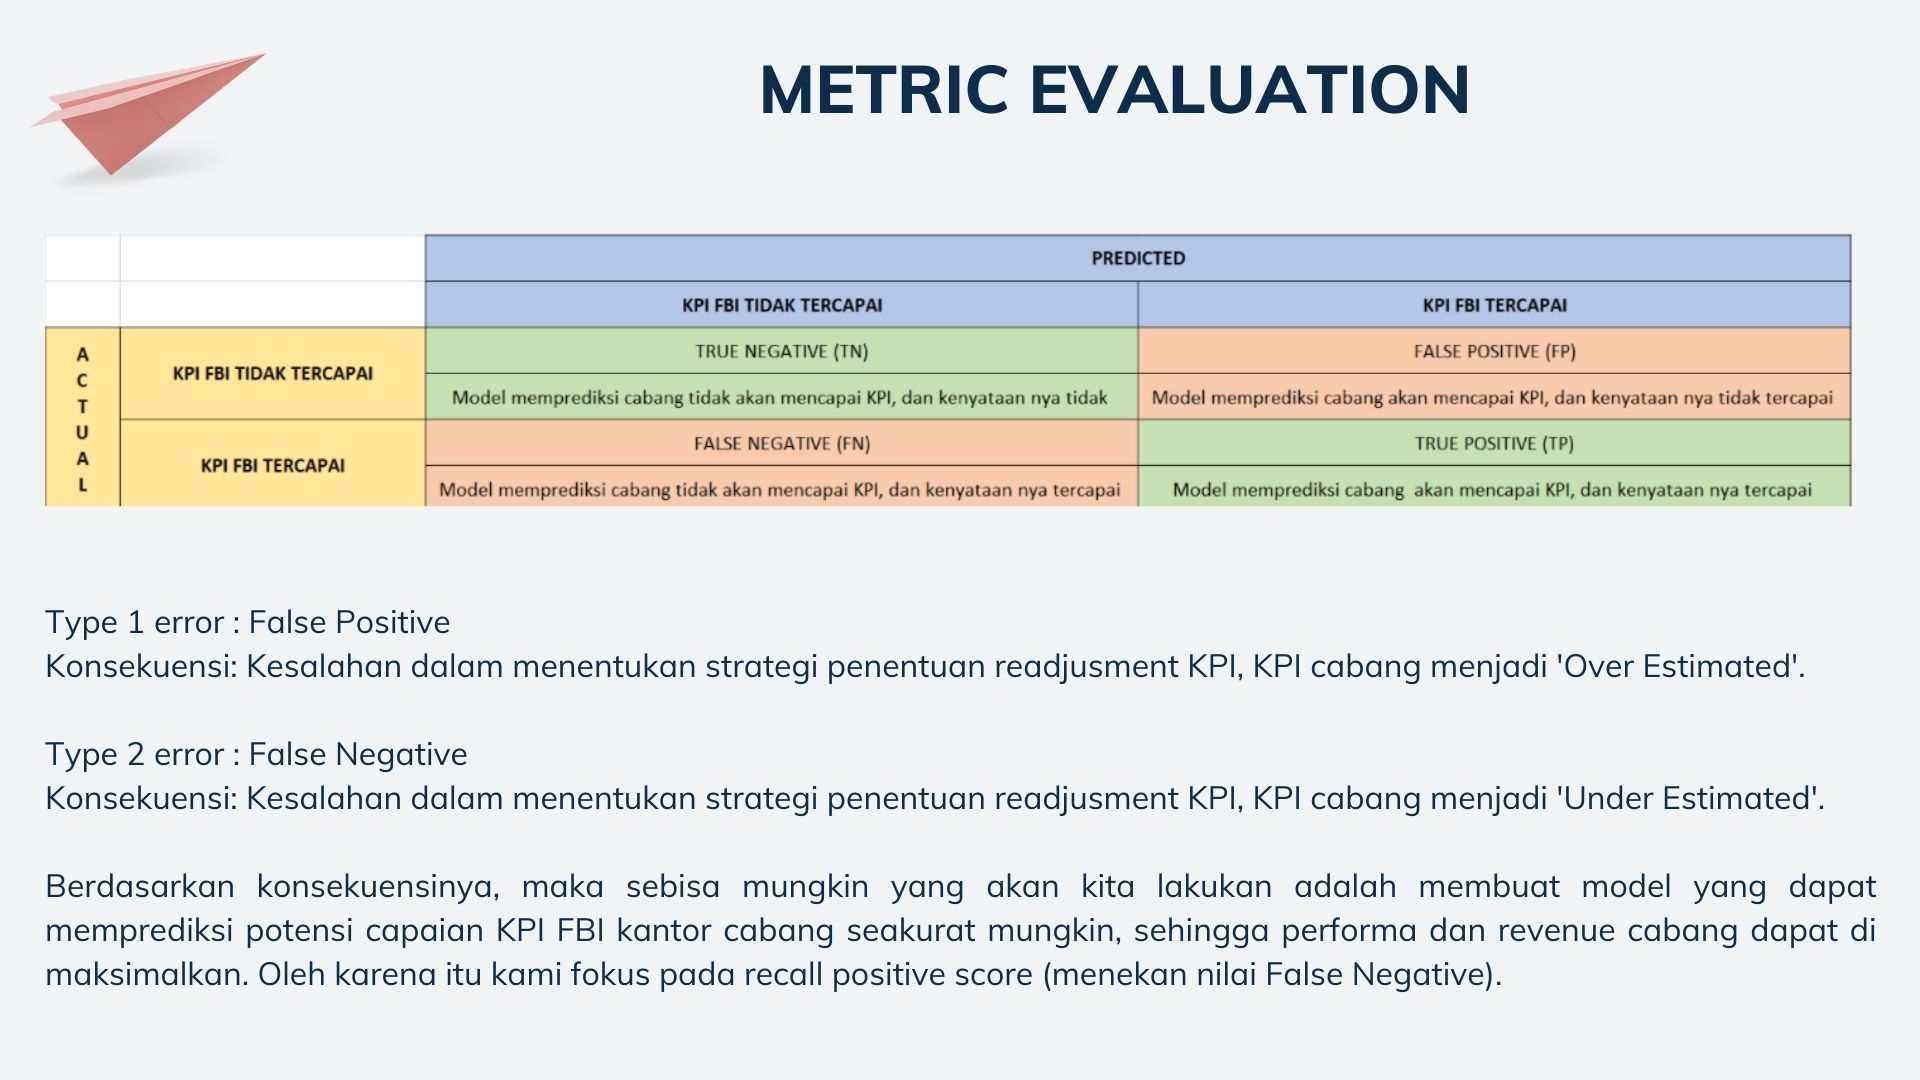 METRIC EVALUATION
PREDICTED
KPI FBI TIDAK TERCAPAI
KPI FBI TERCAPAI
A
C
T
U
A
L
KPI FBI TIDAK TERCAPAI
TRUE NEGATIVE (TN)
FALSE POSITIVE (FP)
Model memprediksi cabang tidak akan mencapai KPI, dan kenyataan nya tidak
Model memprediksi cabang akan mencapai KPI, dan kenyataan nya tidak tercapai
KPI FBI TERCAPAI
FALSE NEGATIVE (FN)
TRUE POSITIVE (TP)
Model memprediksi cabang tidak akan mencapai KPI, dan kenyataan nya tercapai
Model memprediksi cabang akan mencapai KPI, dan kenyataan nya tercapai
Type 1 error : False Positive
Konsekuensi: Kesalahan dalam menentukan strategi penentuan readjusment KPI, KPI cabang menjadi 'Over Estimated'.
Type 2 error : False Negative
Konsekuensi: Kesalahan dalam menentukan strategi penentuan readjusment KPI, KPI cabang menjadi 'Under Estimated'.
Berdasarkan konsekuensinya, maka sebisa mungkin yang akan kita lakukan adalah membuat model yang dapat
memprediksi potensi capaian KPI FBI kantor cabang seakurat mungkin, sehingga performa dan revenue cabang dapat di
maksimalkan. Oleh karena itu kami fokus pada recall positive score (menekan nilai False Negative).